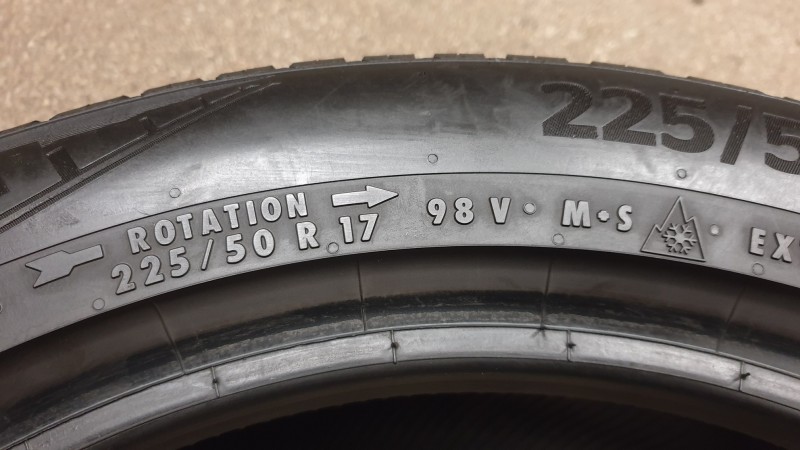 225/5
ROTATION
225/50 R 17 98 V · M+S EX